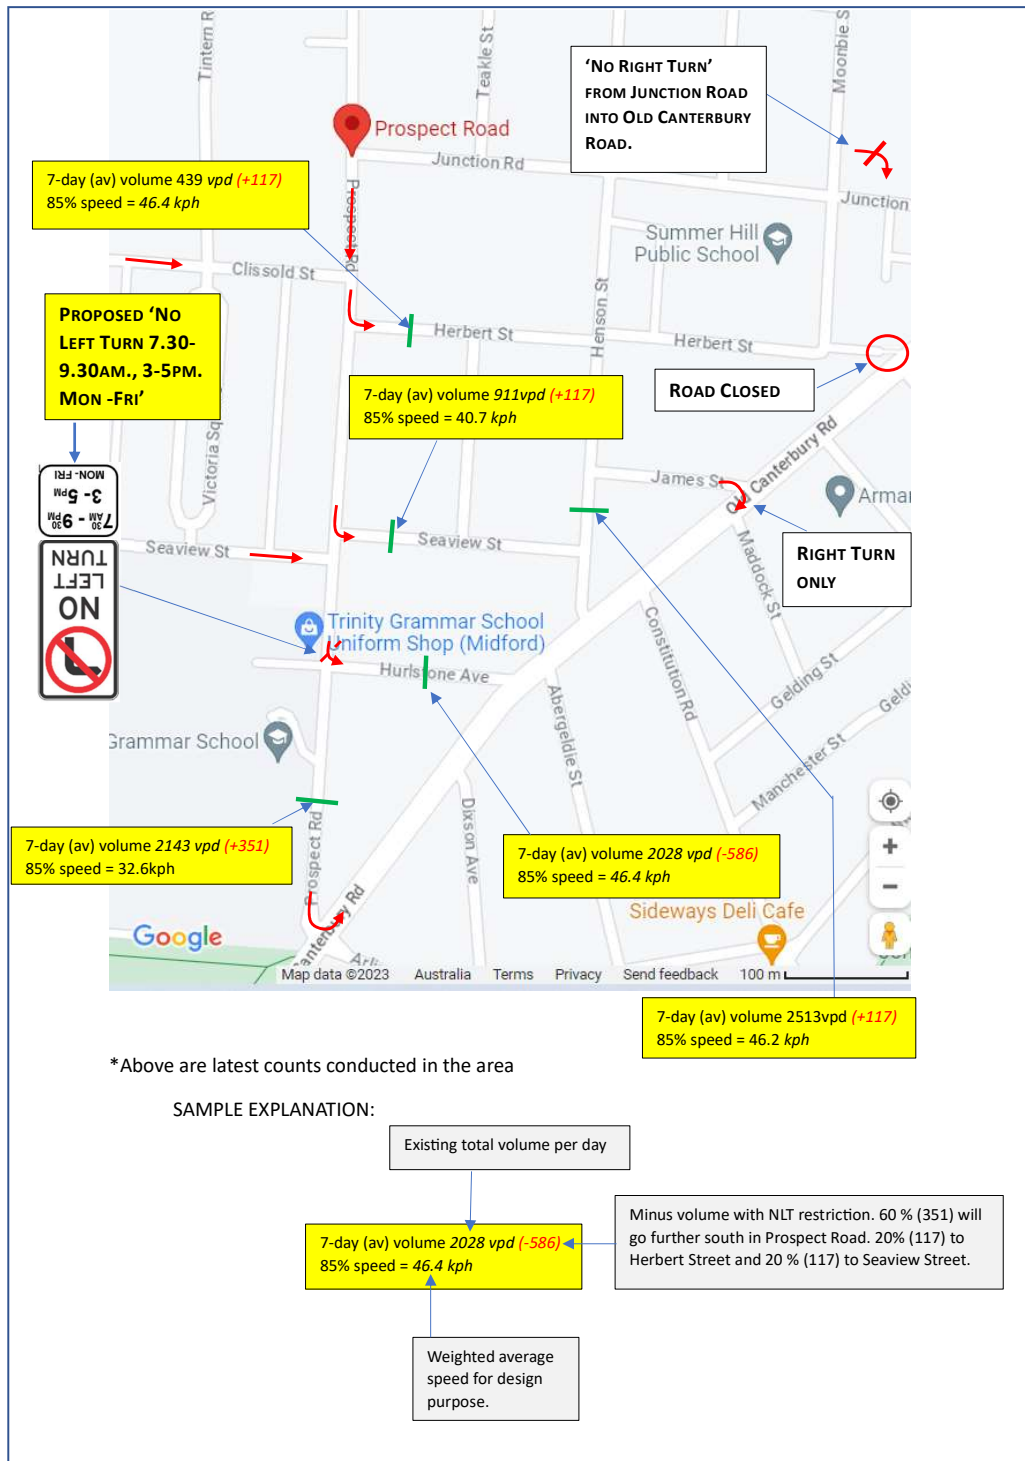 Tintern R
Teakle St
Moonbie S
‘NO RIGHT TURN’
FROM JUNCTION ROAD
INTO OLD CANTERBURY
ROAD.
Prospect Road
Junction Rd
Junction
7-day (av) volume 439 vpd (+117)
85% speed = 46.4 kph
Prospect Rd
Summer Hill
Public School
Clissold St
Henson St
PROPOSED ‘NO
LEFT TURN 7.30-
9.30AM., 3-5PM.
MON -FRI’
Herbert St
Herbert St
ROAD CLOSED
7-day (av) volume 911vpd (+117)
85% speed = 40.7 kph
Victoria Sq
Old Canterbury Rd
James St
Arma
MON-FRI
3-5PM
730AM - 930PM
NO
LEFT
TURN
Seaview St
Seaview St
Maddock St
RIGHT TURN
ONLY
Trinity Grammar School
Uniform Shop (Midford)
Hurlstone Ave
Constitution Rd
Abergeldie St
Gelding St
Geldi
Manchester St
Grammar School
Dixson Ave
7-day (av) volume 2143 vpd (+351)
85% speed = 32.6kph
7-day (av) volume 2028 vpd (-586)
85% speed = 46.4 kph
Prospect Rd
Canterbury Rd
Sideways Deli Cafe
Google
Map data ©2023 Australia Terms Privacy Send feedback 100 m
7-day (av) volume 2513vpd (+117)
85% speed = 46.2 kph
*Above are latest counts conducted in the area
SAMPLE EXPLANATION:
Existing total volume per day
7-day (av) volume 2028 vpd (-586)
85% speed = 46.4 kph
Minus volume with NLT restriction. 60 % (351) will
go further south in Prospect Road. 20% (117) to
Herbert Street and 20 % (117) to Seaview Street.
Weighted average
speed for design
purpose.